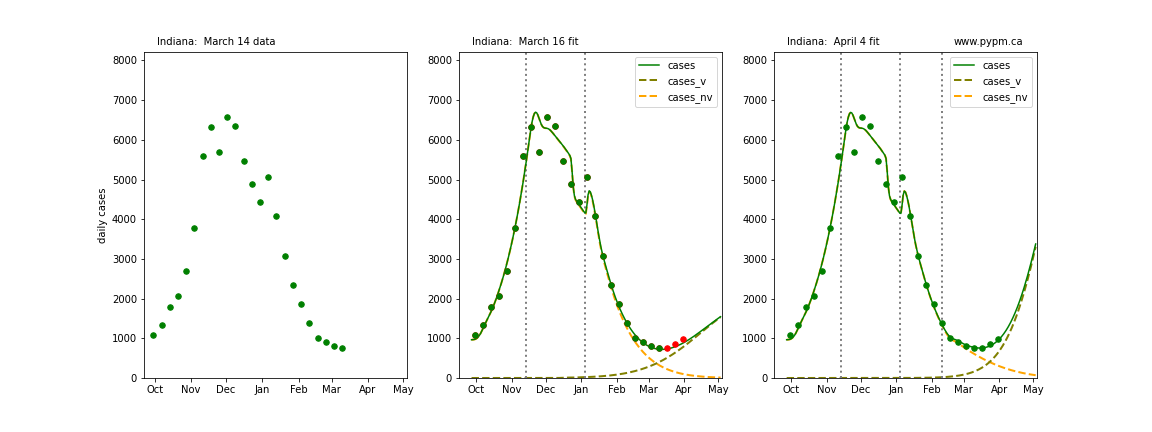 Indiana:  March 14 data
8000
7000
6000
5000
4000
3000
2000
1000
0
daily cases
Oct Nov Dec Jan Feb Mar Apr May
Indiana:  March 16 fit
cases
cases_v
cases_nv
8000
7000
6000
5000
4000
3000
2000
1000
0
Oct Nov Dec Jan Feb Mar Apr May
Indiana:  April 4 fit
www.pypm.ca
cases
cases_v
cases_nv
8000
7000
6000
5000
4000
3000
2000
1000
0
Oct Nov Dec Jan Feb Mar Apr May